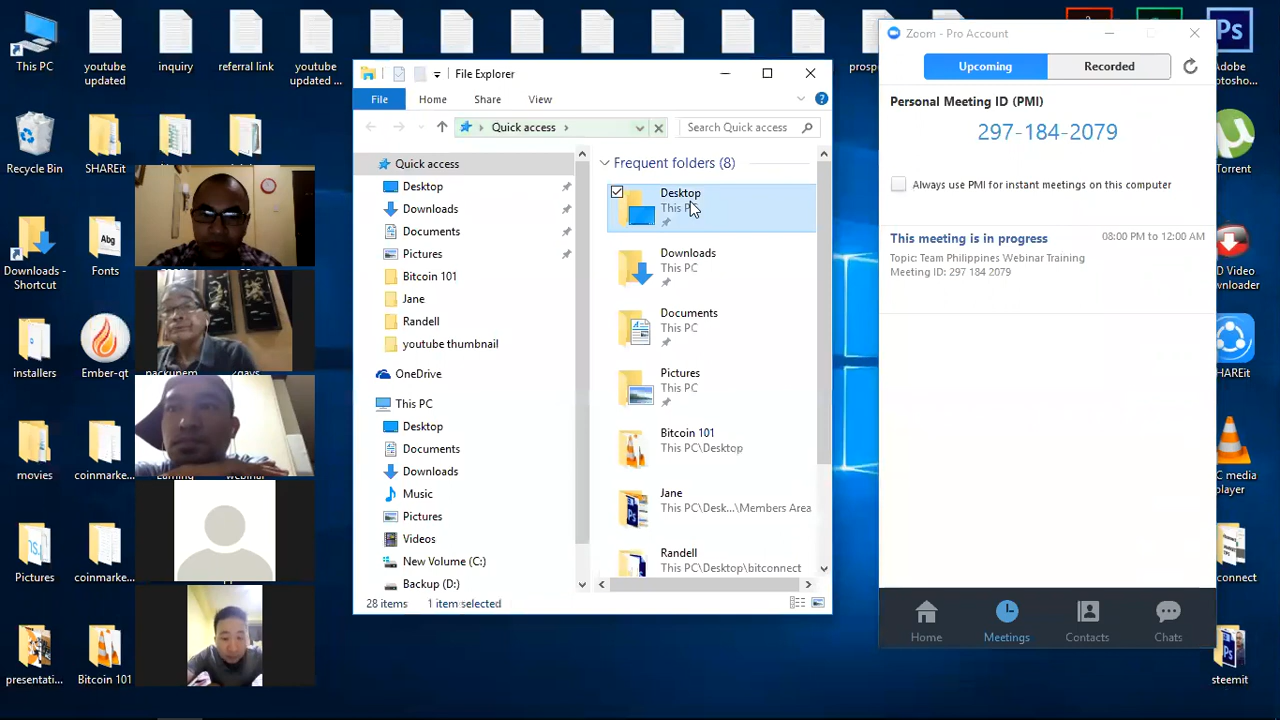 This PC
youtube updated
inquiry
referral link
youtube updated ...
Adobe
Recycle Bin
SHAREit
Downloads - Shortcut
Abg
Fonts
installers
Ember-qt
movies
coinmarke...
Pictures
coinmarke...
presentati...
Bitcoin 101
webinar
File Explorer
File
Home
Share
View
Quick access
Search Quick access
Quick access
Desktop
Downloads
Documents
Pictures
Bitcoin 101
Jane
Randell
youtube thumbnail
OneDrive
This PC
Desktop
Documents
Downloads
Music
Pictures
Videos
New Volume (C:)
Backup (D:)
Frequent folders (8)
Desktop
This P
Downloads
This PC
Documents
This PC
Pictures
This PC
Bitcoin 101
This PC\Desktop
Jane
This PC\Desk...\Members Area
Randell
This PC\Desktop\bitconnect
28 items
1 item selected
Zoom - Pro Account
Upcoming
Recorded
Personal Meeting ID (PMI)
297-184-2079
Always use PMI for instant meetings on this computer
This meeting is in progress
08:00 PM to 12:00 AM
Topic: Team Philippines Webinar Training
Meeting ID: 297 184 2079
Home
Meetings
Contacts
Chats
Ps
otosho...
Torrent
D Video
wnloader
HAREit
C media
player
connect
steemit